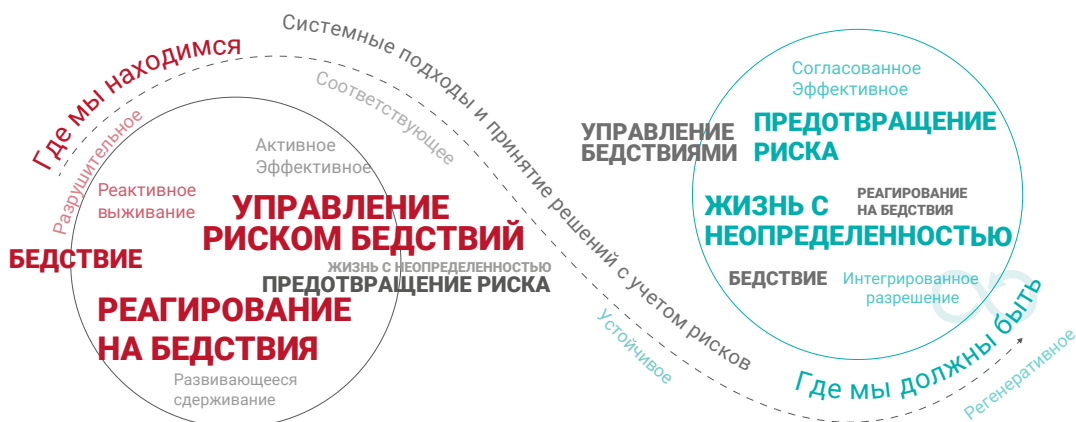 Где мы находимся
Системные подходы и принятие решений с учетом рисков
Разрушительное
Соответствующее
Активное
Эффективное
Реактивное
выживание
УПРАВЛЕНИЕ
РИСКОМ БЕДСТВИЙ
БЕДСТВИЕ
ЖИЗНЬ С НЕОПРЕДЕЛЕННОСТЬЮ
ПРЕДОТВРАЩЕНИЕ РИСКА
РЕАГИРОВАНИЕ
НА БЕДСТВИЯ
Развивающееся
сдерживание
Устойчивое
Согласованное
Эффективное
УПРАВЛЕНИЕ
БЕДСТВИЯМИ
ПРЕДОТВРАЩЕНИЕ
РИСКА
ЖИЗНЬ С
НЕОПРЕДЕЛЕННОСТЬЮ
РЕАГИРОВАНИЕ
НА БЕДСТВИЯ
БЕДСТВИЕ
Интегрированное
разрешение
Где мы должны быть
Регенеративное